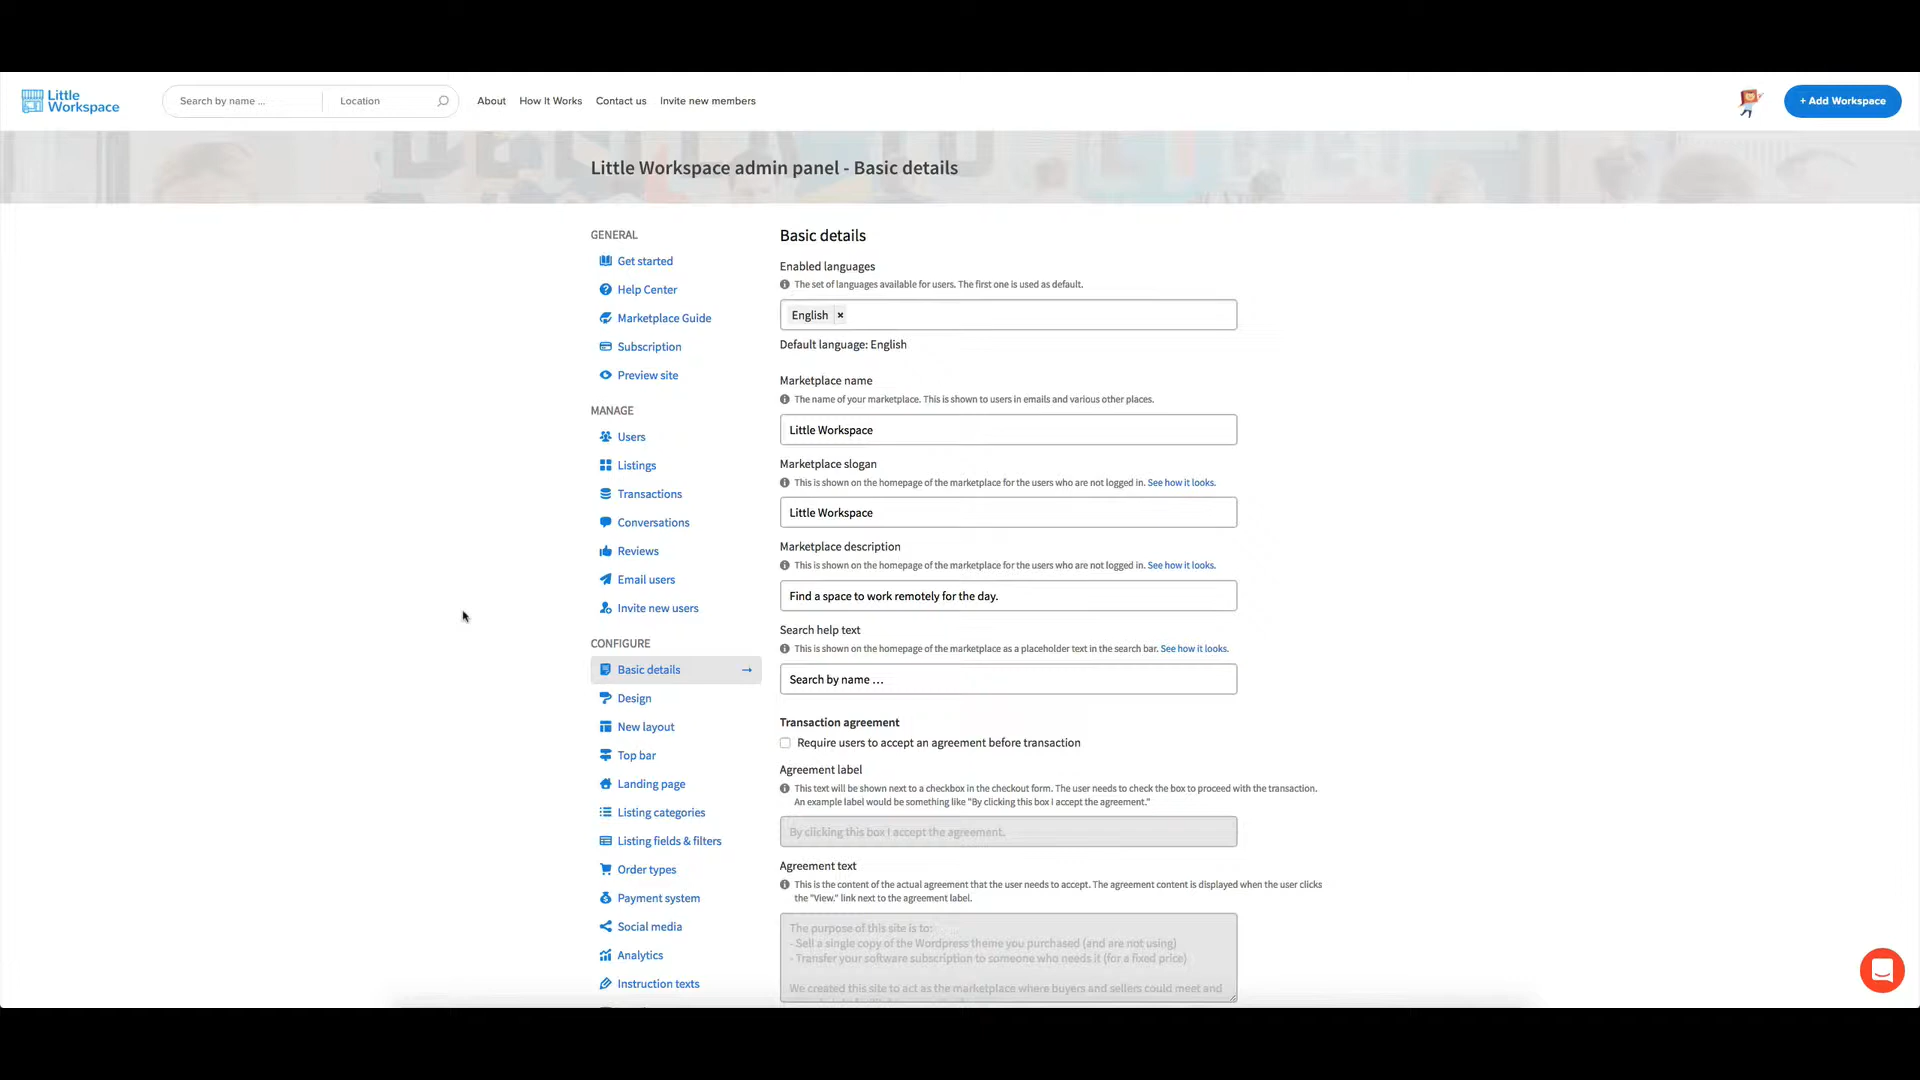 Little
Workspace
Search by name ...
Location
About
How It Works
Contact us
Invite new members
+ Add Workspace
Little Workspace admin panel - Basic details
GENERAL
Get started
Help Center
Marketplace Guide
Subscription
Preview site
MANAGE
Users
Listings
Transactions
Conversations
Reviews
Email users
Invite new users
CONFIGURE
Basic details →
Design
New layout
Top bar
Landing page
Listing categories
Listing fields & filters
Order types
Payment system
Social media
Analytics
Instruction texts
Basic details
Enabled languages
The set of languages available for users. The first one is used as default.
English ×
Default language: English
Marketplace name
The name of your marketplace. This is shown to users in emails and various other places.
Little Workspace
Marketplace slogan
This is shown on the homepage of the marketplace for the users who are not logged in. See how it looks.
Little Workspace
Marketplace description
This is shown on the homepage of the marketplace for the users who are not logged in. See how it looks.
Find a space to work remotely for the day.
Search help text
This is shown on the homepage of the marketplace as a placeholder text in the search bar. See how it looks.
Search by name …
Transaction agreement
Require users to accept an agreement before transaction
Agreement label
This text will be shown next to a checkbox in the checkout form. The user needs to check the box to proceed with the transaction.
An example label would be something like "By clicking this box I accept the agreement."
By clicking this box I accept the agreement.
Agreement text
This is the content of the actual agreement that the user needs to accept. The agreement content is displayed when the user clicks
the "View." link next to the agreement label.
The purpose of this site is to:
- Sell a single copy of the Wordpress theme you purchased (and are not using)
- Transfer your software subscription to someone who needs it (for a fixed price)
We created this site to act as the marketplace where buyers and sellers could meet and